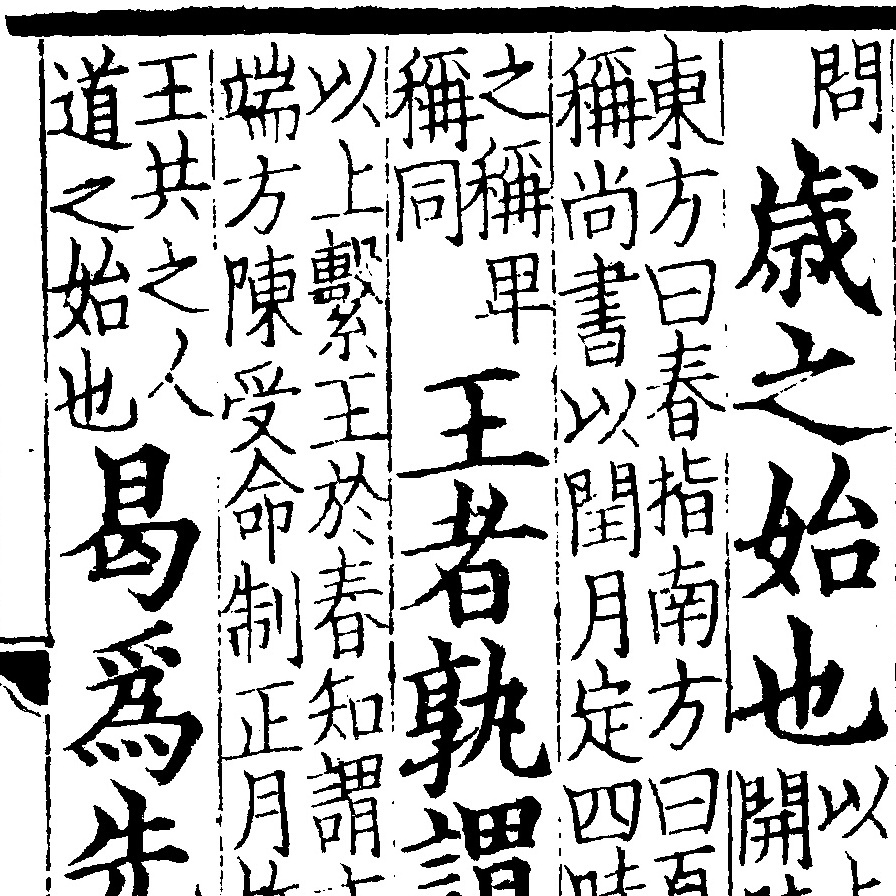 問
歲之始也
以
開
東方曰春指南方曰夏
稱尚書以閏月定四時
之稱
稱同
王者孰謂
以上繫王於春知謂
端方陳受命制正月故
王共之人
道之始也
曷爲先